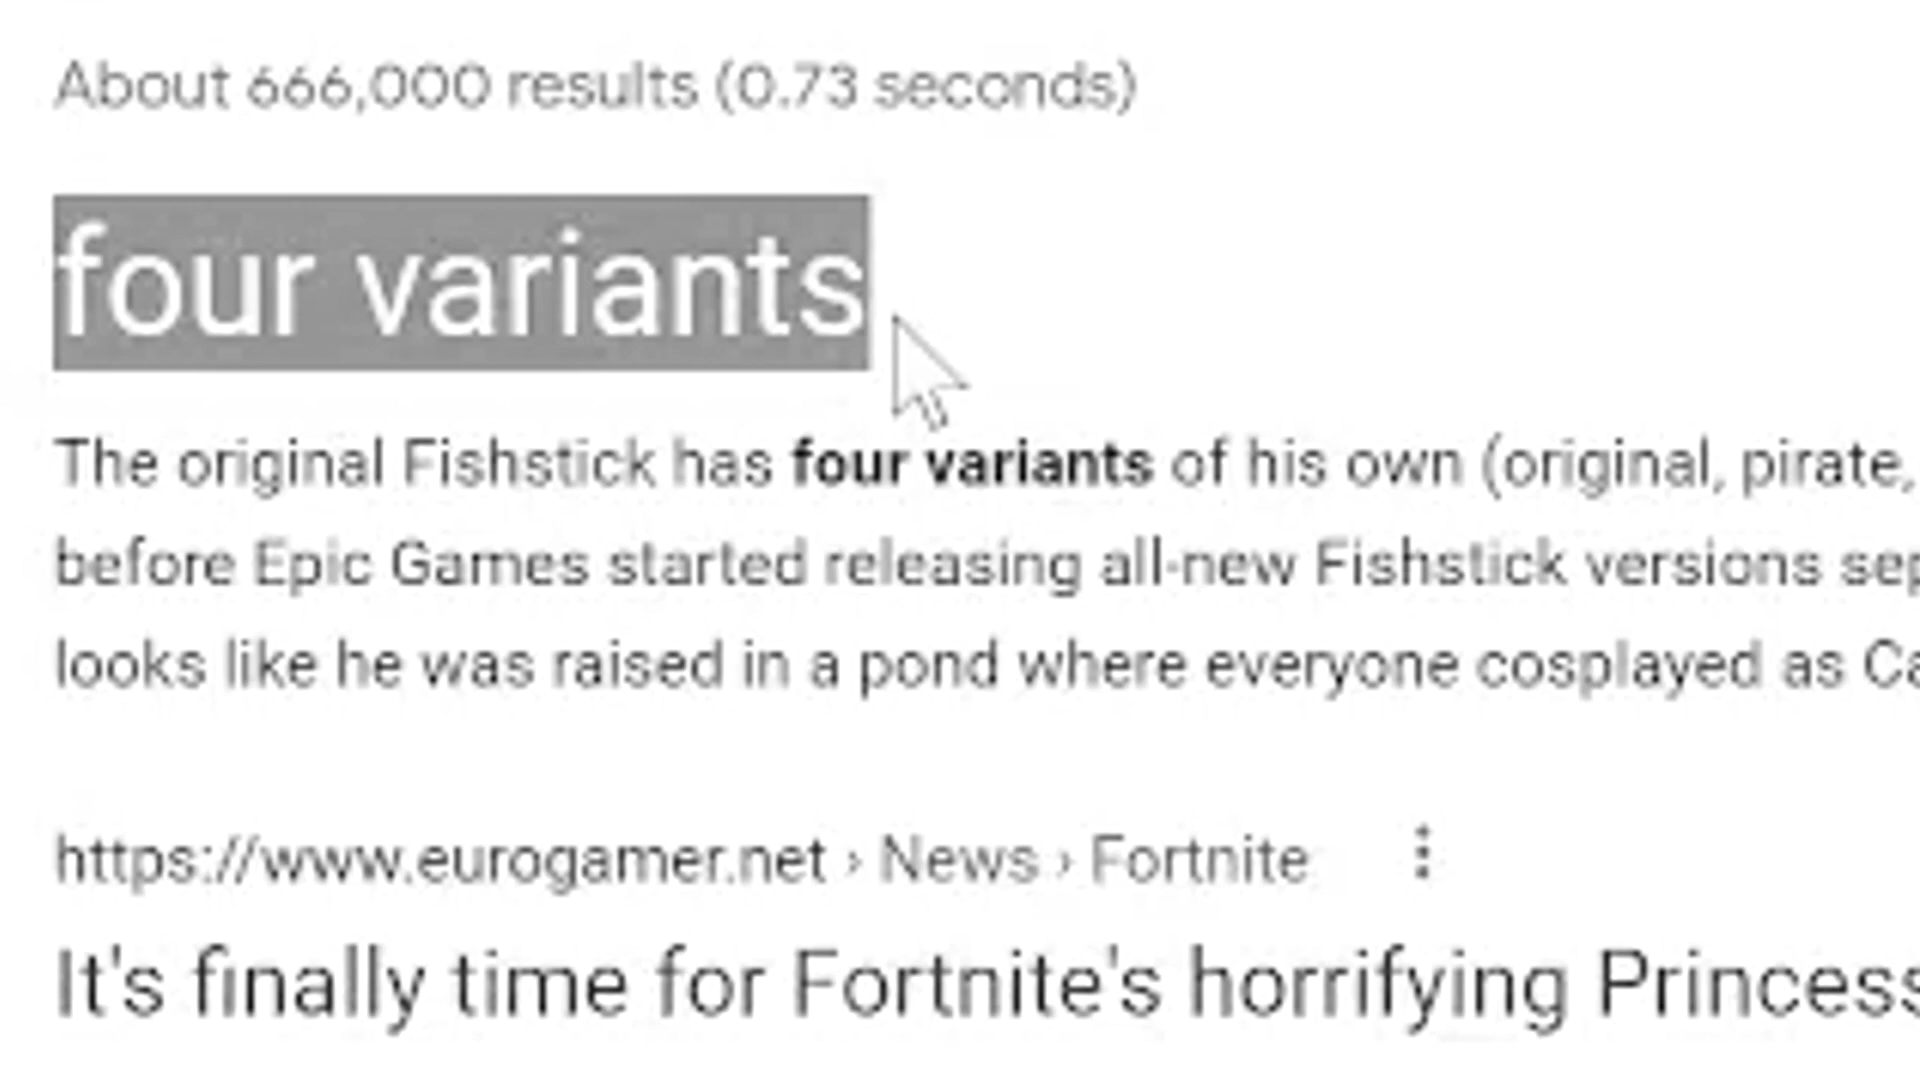 About 666,000 results (0.73 seconds)
four variants
The original Fishstick has four variants of his own (original, pirate,
before Epic Games started releasing all-new Fishstick versions
looks like he was raised in a pond where everyone cosplayed as
https://www.eurogamer.net › News › Fortnite
It's finally time for Fortnite's horrifying Princess